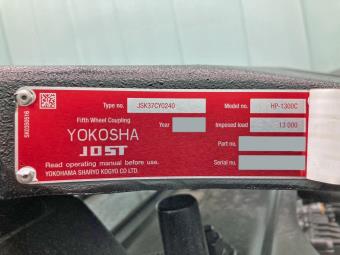 Type no. JSK37CY0240 Model no. HP-1300C
Fifth Wheel Coupling Year Imposed load 13 000
YOKOSHA
JOST
Part no.
Read operating manual before use.
YOKOHAMA SHARYO KOGYO CO LTD. Serial no.